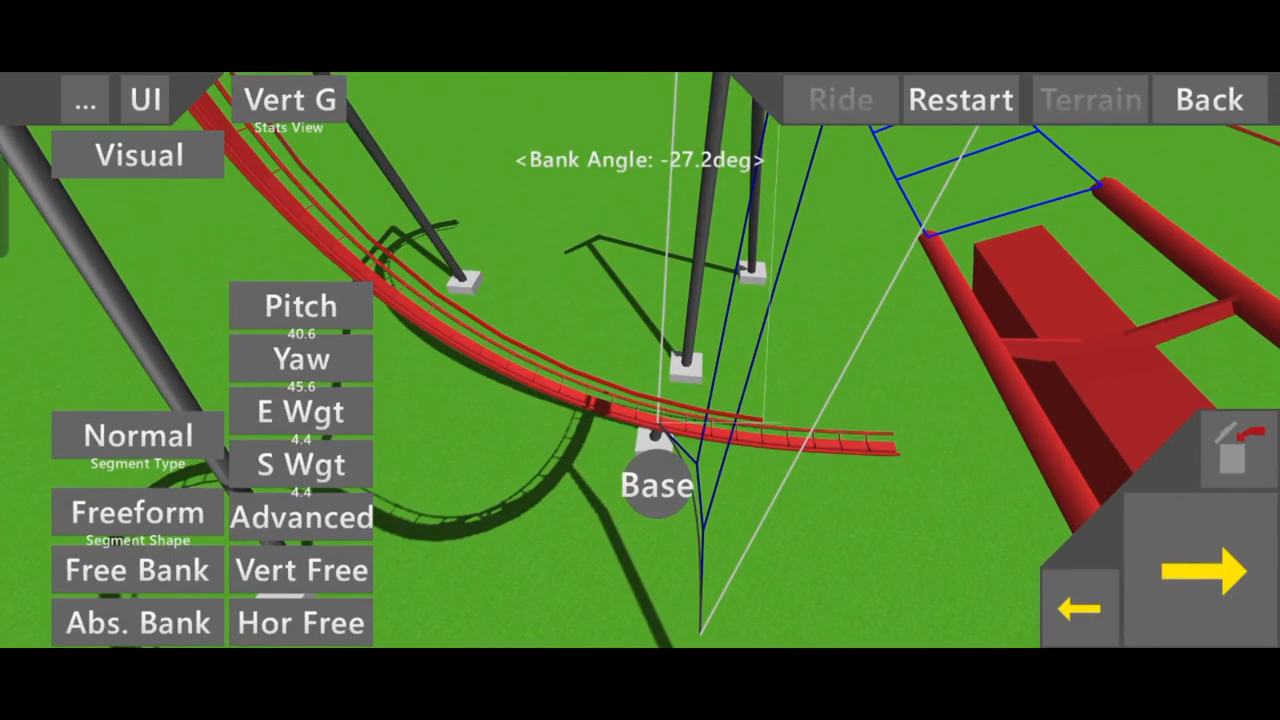 ...
UI
Vert G
Stats View
Ride
Restart
Terrain
Back
Visual
<Bank Angle: -27.2deg>
Pitch
40.6
Yaw
45.6
E Wgt
4.4
S Wgt
4.4
Advanced
Normal
Segment Type
Freeform
Segment Shape
Free Bank
Vert Free
Abs. Bank
Hor Free
Base